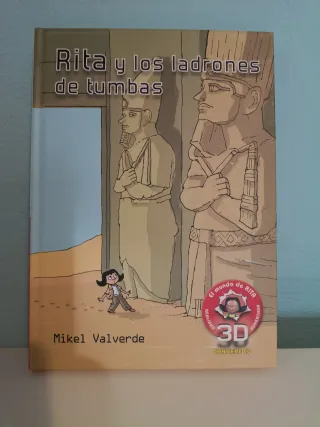 Rita y los ladrones
de tumbas
Mikel Valverde
El mundo de RITA
3D